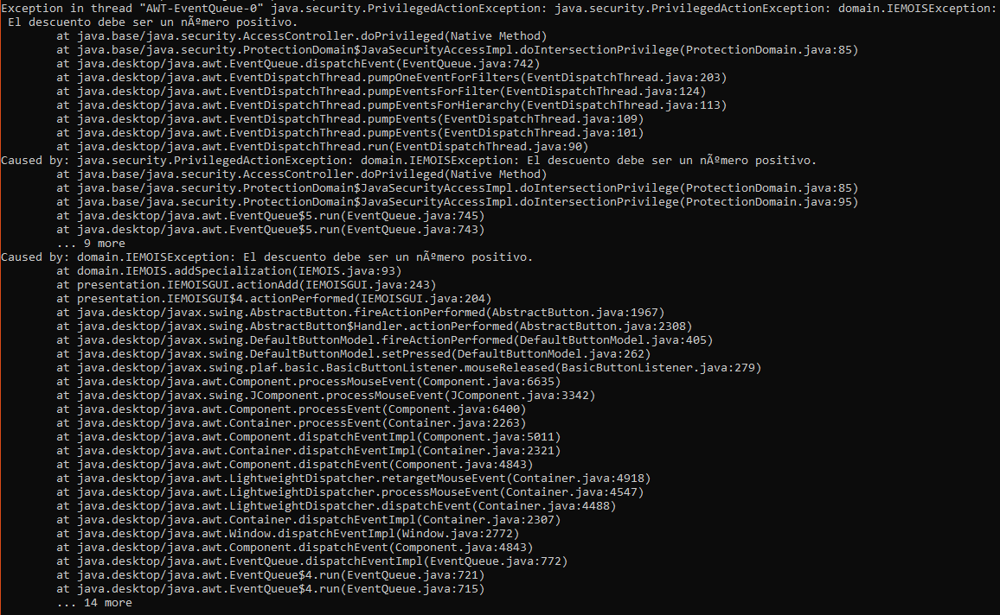 Exception in thread "AWT-EventQueue-0" java.security.PrivilegedActionException: java.security.PrivilegedActionException: domain.IEMOISException:
 El descuento debe ser un nÃºmero positivo.
        at java.base/java.security.AccessController.doPrivileged(Native Method)
        at java.base/java.security.ProtectionDomain$JavaSecurityAccessImpl.doIntersectionPrivilege(ProtectionDomain.java:85)
        at java.desktop/java.awt.EventQueue.dispatchEvent(EventQueue.java:742)
        at java.desktop/java.awt.EventDispatchThread.pumpOneEventForFilters(EventDispatchThread.java:203)
        at java.desktop/java.awt.EventDispatchThread.pumpEventsForFilter(EventDispatchThread.java:124)
        at java.desktop/java.awt.EventDispatchThread.pumpEventsForHierarchy(EventDispatchThread.java:113)
        at java.desktop/java.awt.EventDispatchThread.pumpEvents(EventDispatchThread.java:109)
        at java.desktop/java.awt.EventDispatchThread.pumpEvents(EventDispatchThread.java:101)
        at java.desktop/java.awt.EventDispatchThread.run(EventDispatchThread.java:90)
Caused by: java.security.PrivilegedActionException: domain.IEMOISException: El descuento debe ser un nÃºmero positivo.
        at java.base/java.security.AccessController.doPrivileged(Native Method)
        at java.base/java.security.ProtectionDomain$JavaSecurityAccessImpl.doIntersectionPrivilege(ProtectionDomain.java:85)
        at java.base/java.security.ProtectionDomain$JavaSecurityAccessImpl.doIntersectionPrivilege(ProtectionDomain.java:95)
        at java.desktop/java.awt.EventQueue$5.run(EventQueue.java:745)
        at java.desktop/java.awt.EventQueue$5.run(EventQueue.java:743)
        ... 9 more
Caused by: domain.IEMOISException: El descuento debe ser un nÃºmero positivo.
        at domain.IEMOIS.addSpecialization(IEMOIS.java:93)
        at presentation.IEMOISGUI.actionAdd(IEMOISGUI.java:243)
        at presentation.IEMOISGUI$4.actionPerformed(IEMOISGUI.java:204)
        at java.desktop/javax.swing.AbstractButton.fireActionPerformed(AbstractButton.java:1967)
        at java.desktop/javax.swing.AbstractButton$Handler.actionPerformed(AbstractButton.java:2308)
        at java.desktop/javax.swing.DefaultButtonModel.fireActionPerformed(DefaultButtonModel.java:405)
        at java.desktop/javax.swing.DefaultButtonModel.setPressed(DefaultButtonModel.java:262)
        at java.desktop/javax.swing.plaf.basic.BasicButtonListener.mouseReleased(BasicButtonListener.java:279)
        at java.desktop/java.awt.Component.processMouseEvent(Component.java:6635)
        at java.desktop/javax.swing.JComponent.processMouseEvent(JComponent.java:3342)
        at java.desktop/java.awt.Component.processEvent(Component.java:6400)
        at java.desktop/java.awt.Container.processEvent(Container.java:2263)
        at java.desktop/java.awt.Component.dispatchEventImpl(Component.java:5011)
        at java.desktop/java.awt.Container.dispatchEventImpl(Container.java:2321)
        at java.desktop/java.awt.Component.dispatchEvent(Component.java:4843)
        at java.desktop/java.awt.LightweightDispatcher.retargetMouseEvent(Container.java:4918)
        at java.desktop/java.awt.LightweightDispatcher.processMouseEvent(Container.java:4547)
        at java.desktop/java.awt.LightweightDispatcher.dispatchEvent(Container.java:4488)
        at java.desktop/java.awt.Container.dispatchEventImpl(Container.java:2307)
        at java.desktop/java.awt.Window.dispatchEventImpl(Window.java:2772)
        at java.desktop/java.awt.Component.dispatchEvent(Component.java:4843)
        at java.desktop/java.awt.EventQueue.dispatchEventImpl(EventQueue.java:772)
        at java.desktop/java.awt.EventQueue$4.run(EventQueue.java:721)
        at java.desktop/java.awt.EventQueue$4.run(EventQueue.java:715)
        ... 14 more